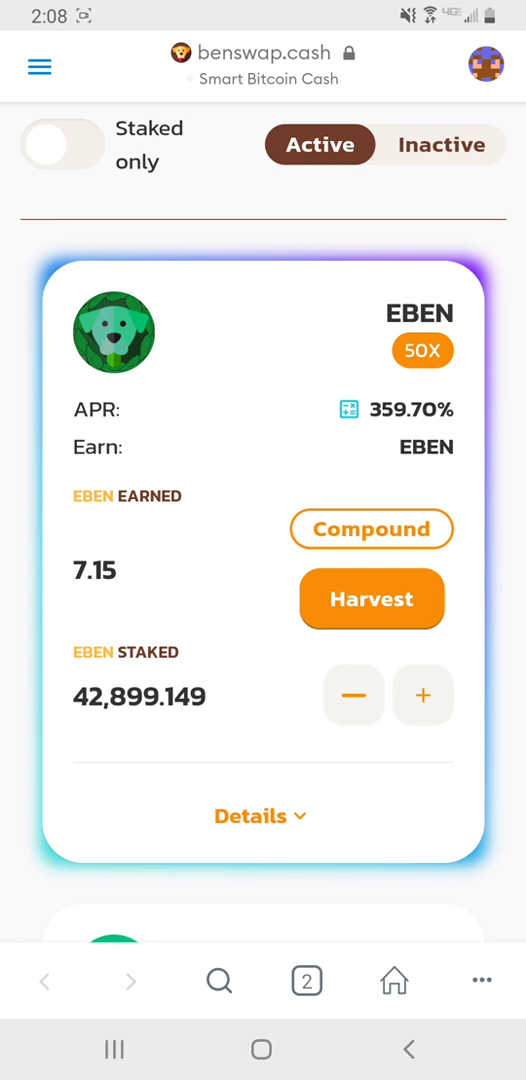 2:08
4GE
benswap.cash
Smart Bitcoin Cash
Staked
only
Active
Inactive
EBEN
50X
APR:
359.70%
Earn:
EBEN
EBEN EARNED
Compound
7.15
Harvest
EBEN STAKED
42,899.149
Details
2